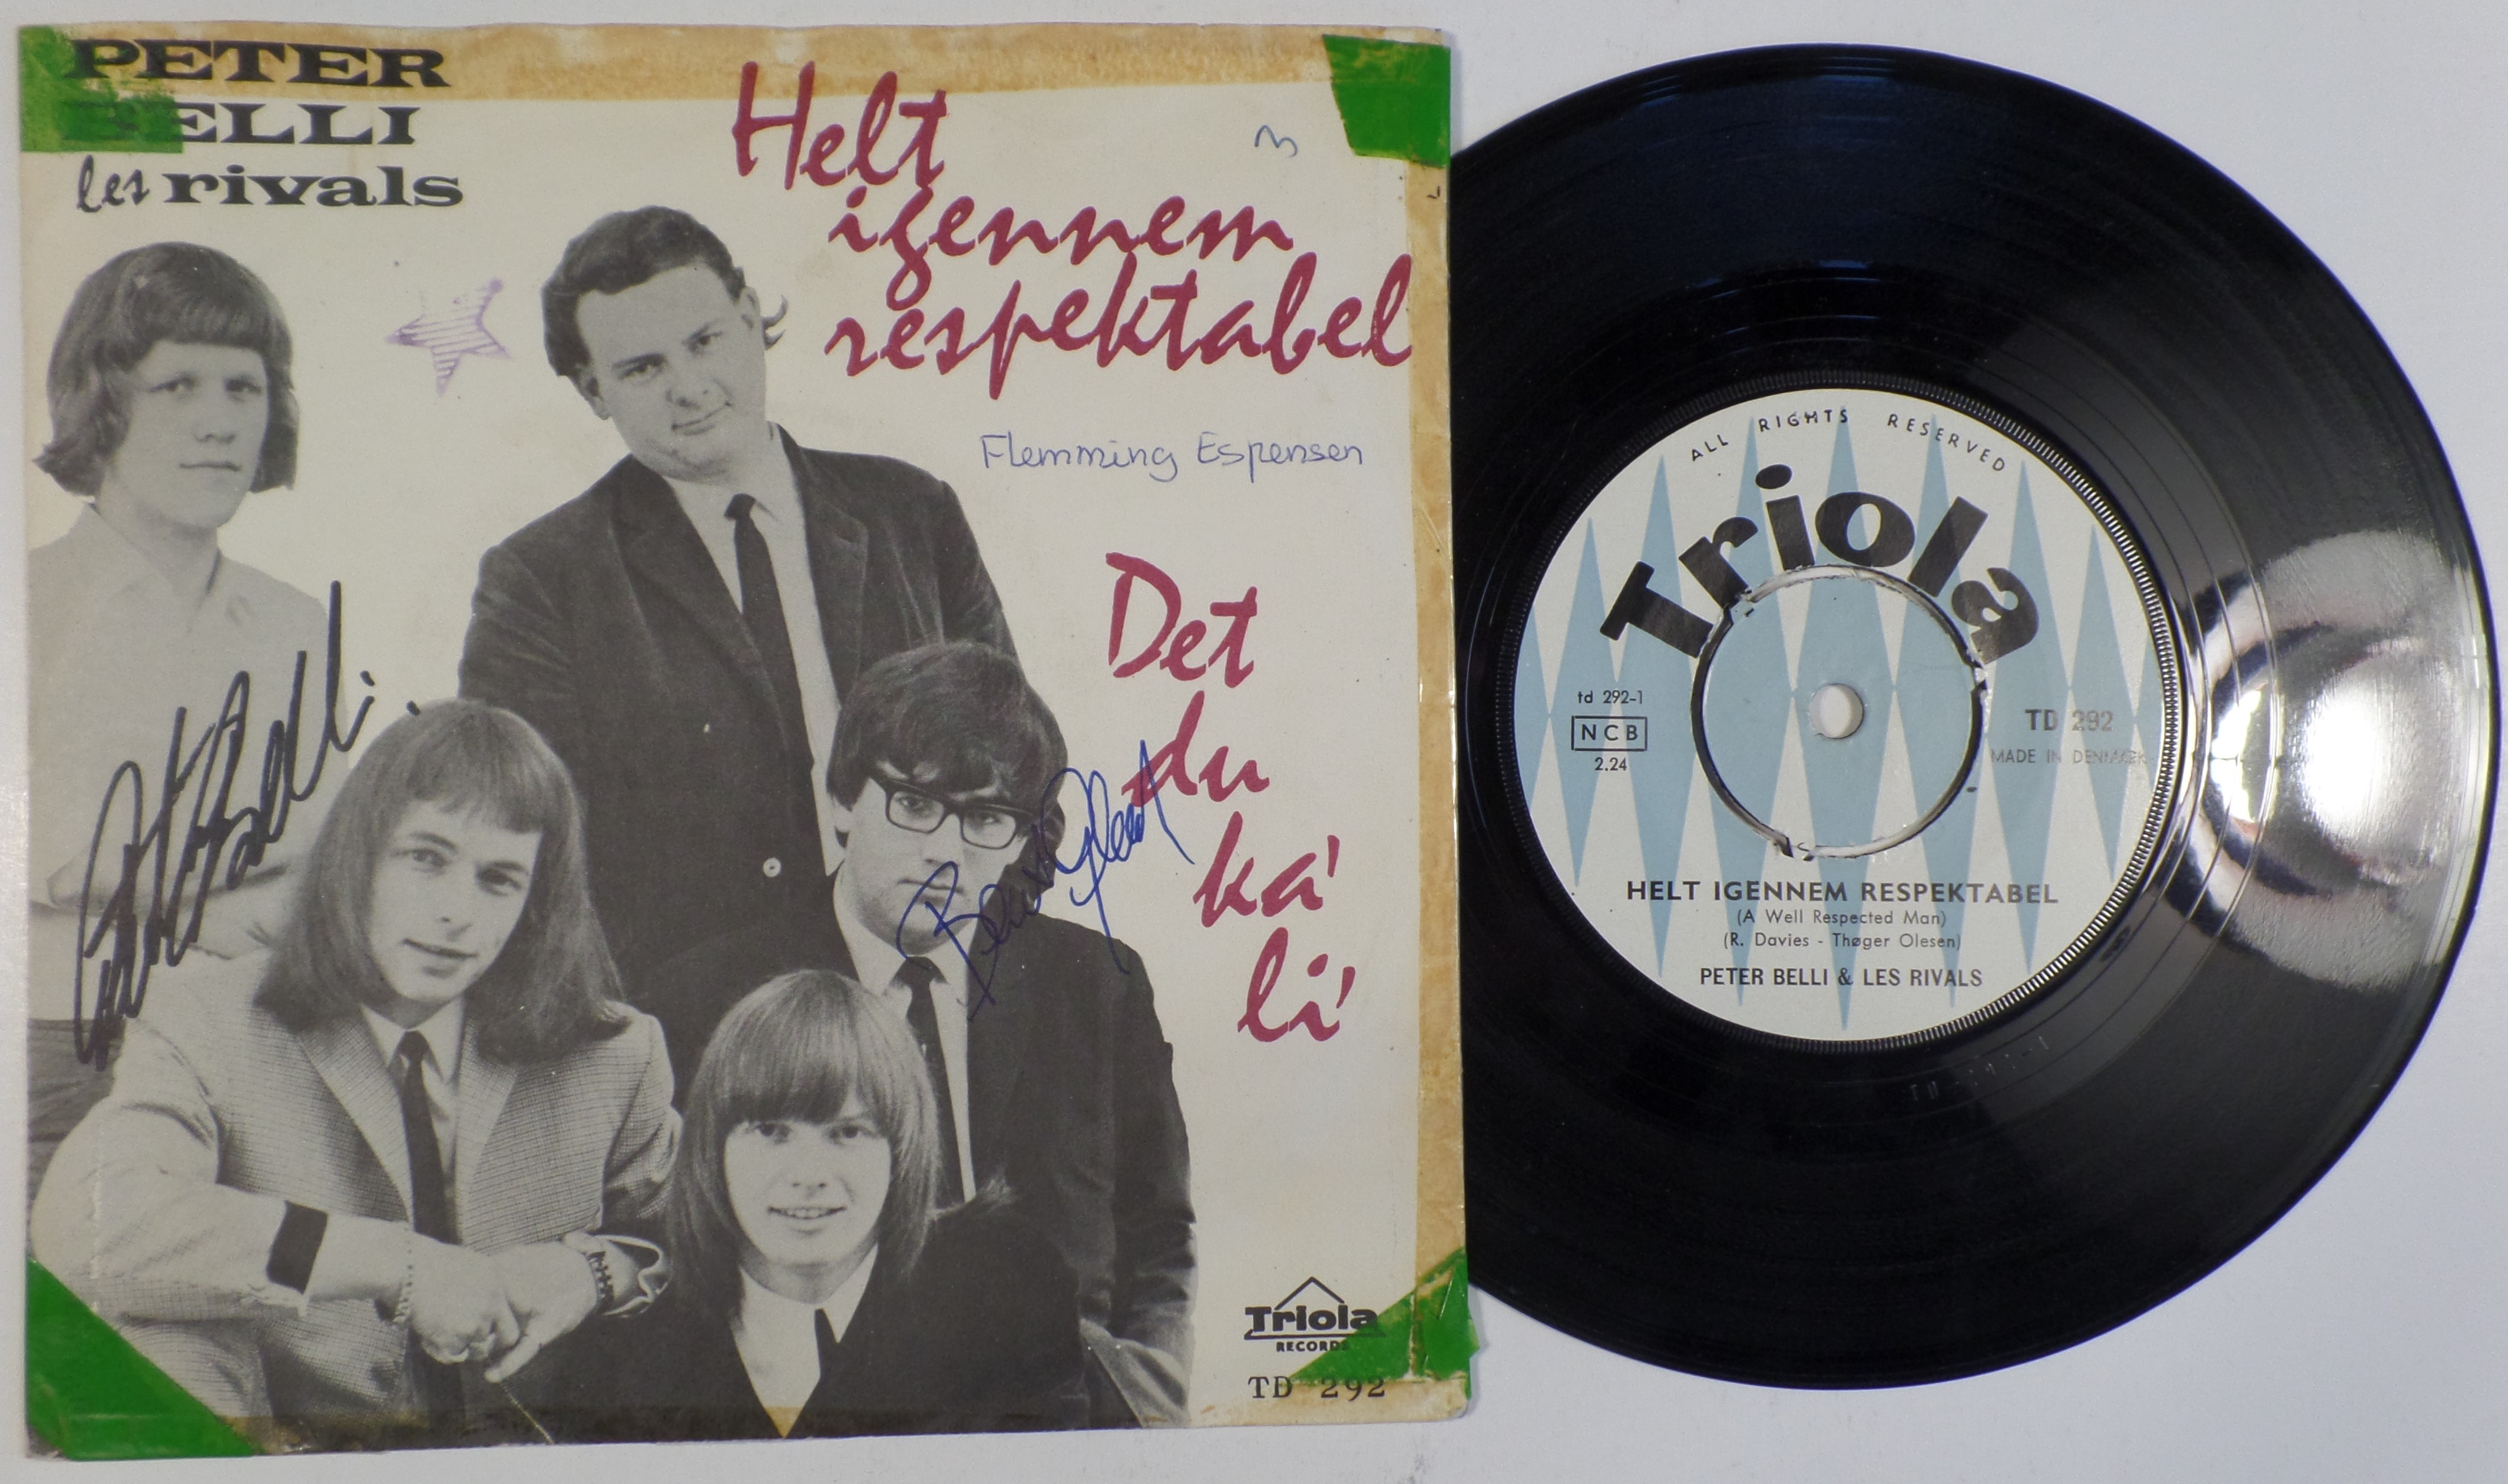 PETER
BELLI
les rivals
Helt
igennem
respektabel
3
Flemming Espensen
Det
du
ka'
li'
Triola
RECORDS
TD 292
ALL RIGHTS RESERVED
Triola
td 292-1
NCB
2.24
TD 292
MADE IN DENMARK
HELT IGENNEM RESPEKTABEL
(A Well Respected Man)
(R. Davies - Thøger Olesen)
PETER BELLI & LES RIVALS